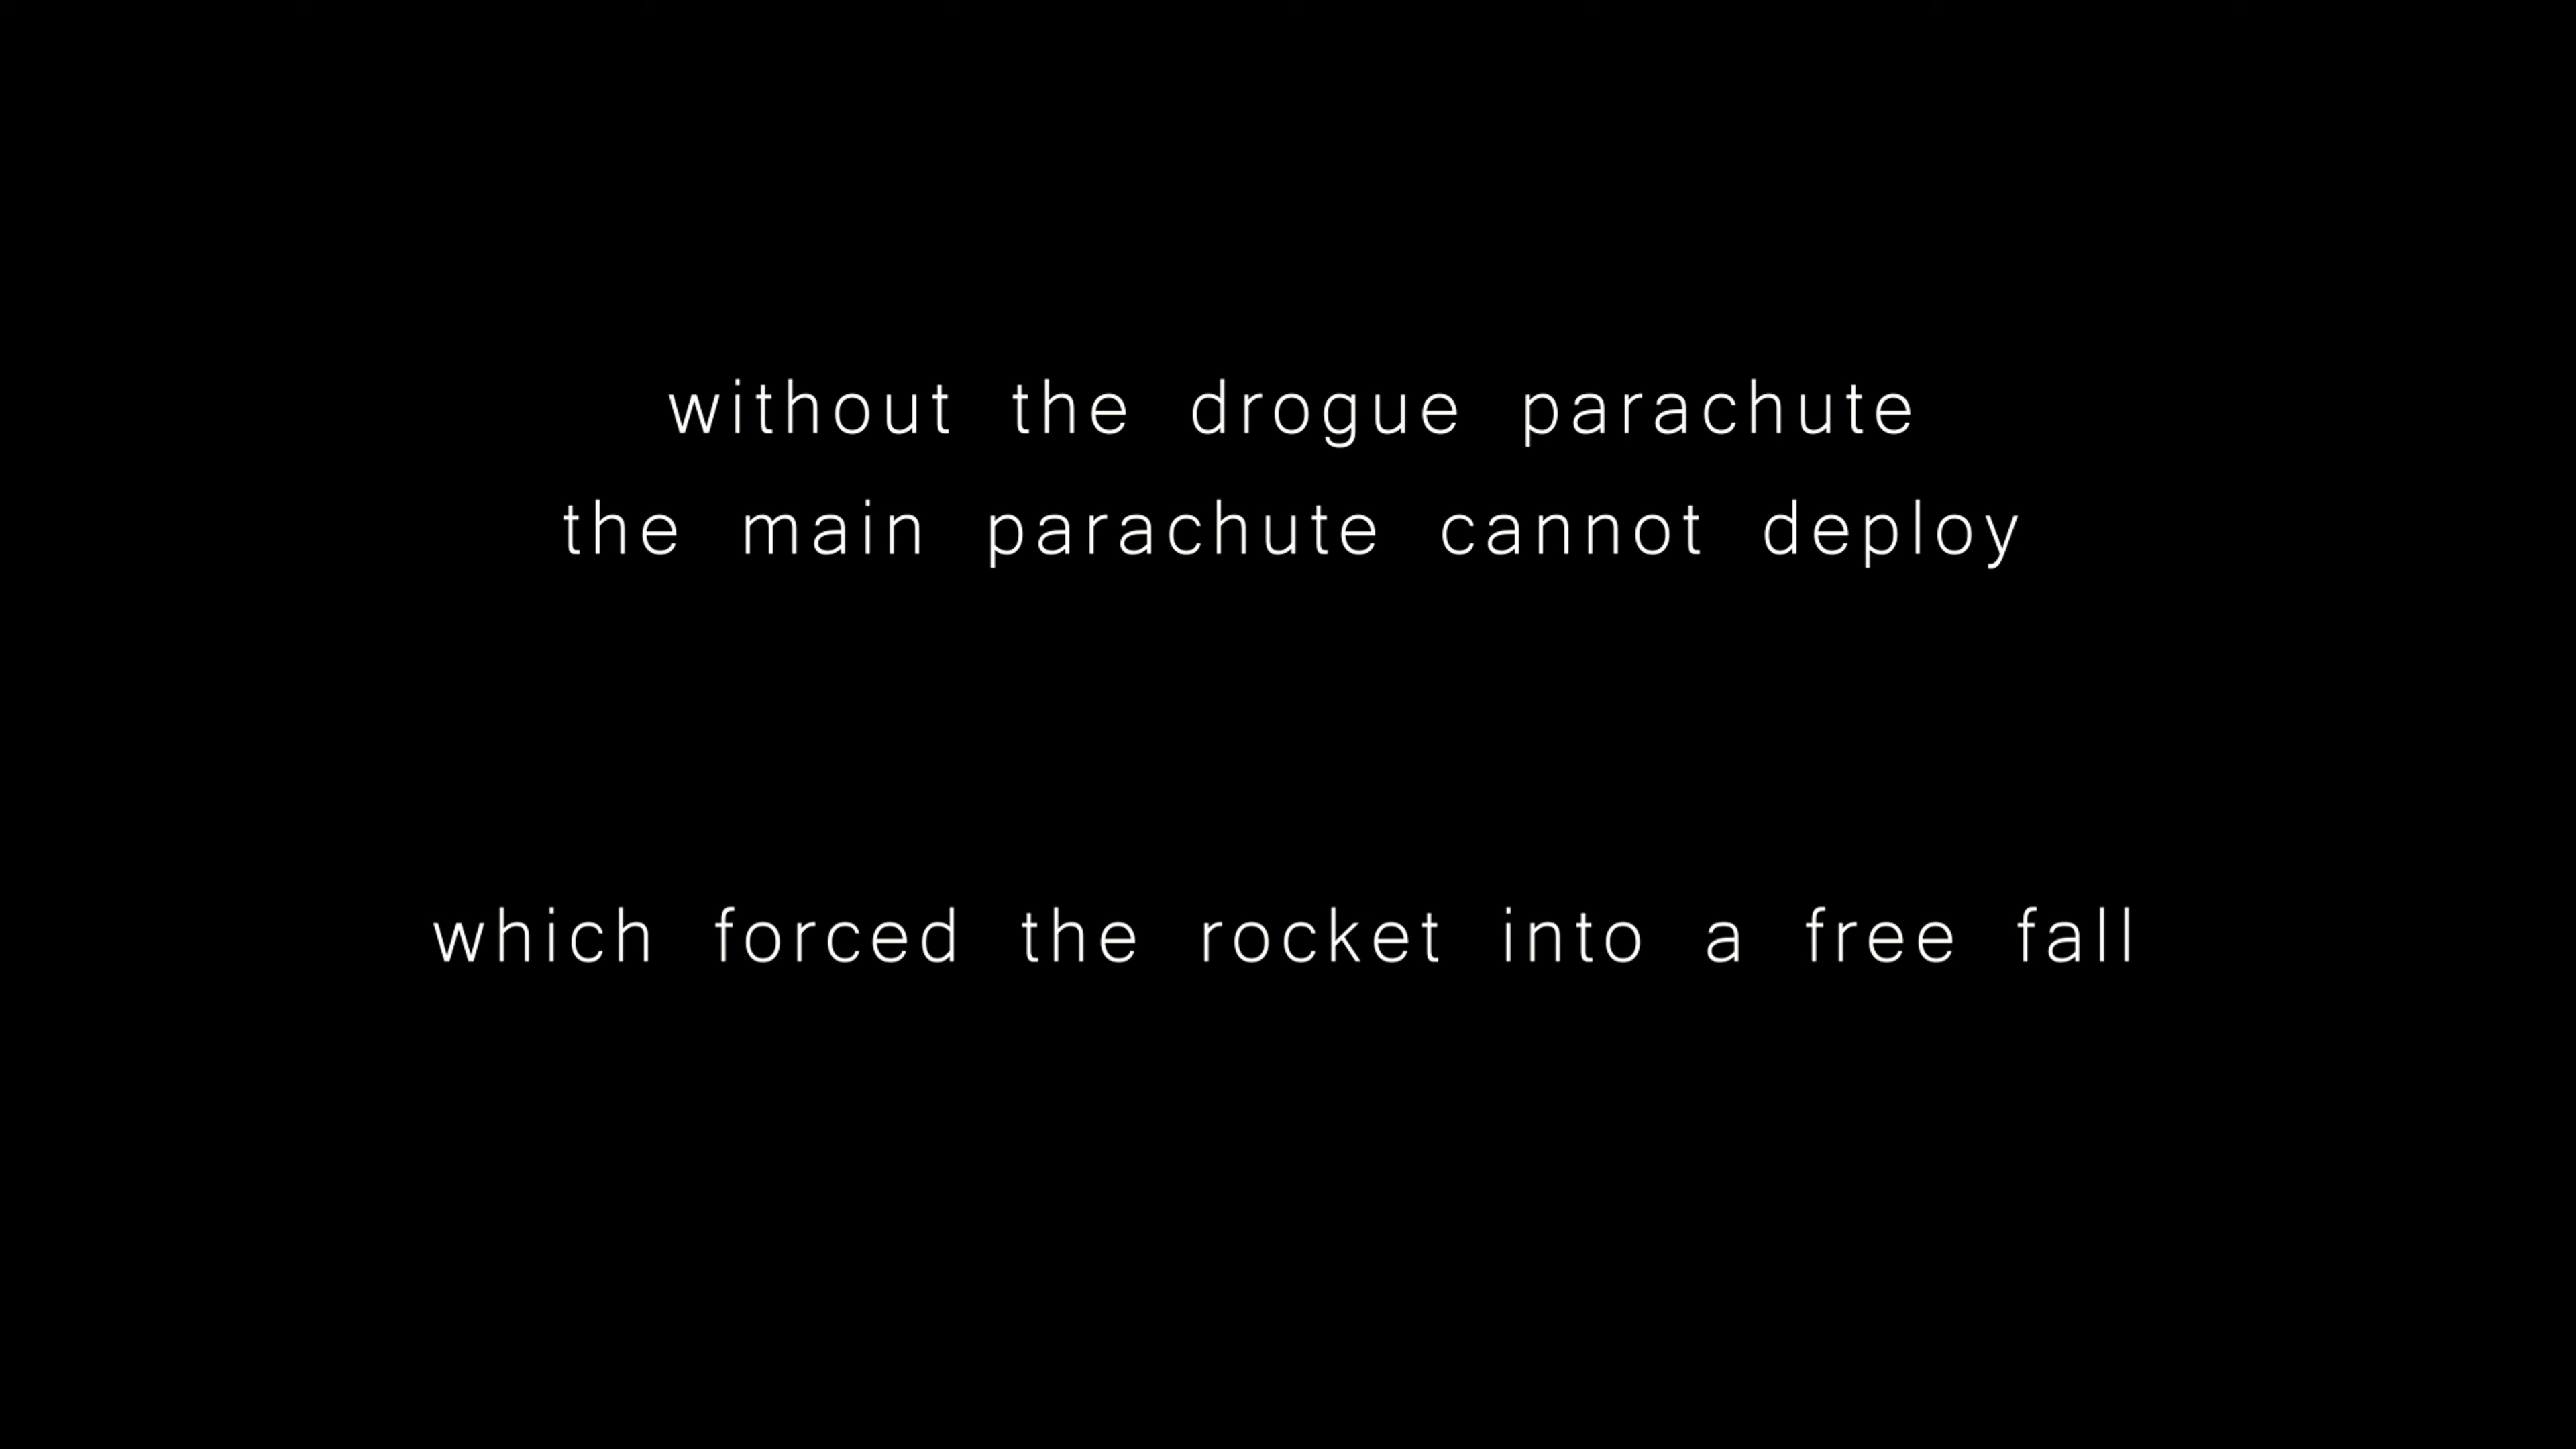 without the drogue parachute
the main parachute cannot deploy
which forced the rocket into a free fall